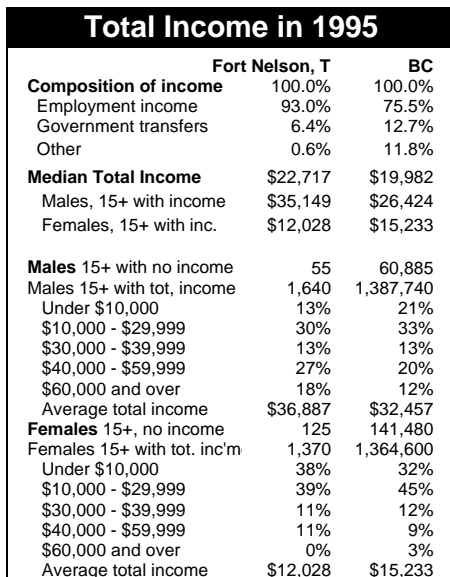 Total Income in 1995
Fort Nelson, T BC
Composition of income 100.0% 100.0%
Employment income 93.0% 75.5%
Government transfers 6.4% 12.7%
Other 0.6% 11.8%
Median Total Income $22,717 $19,982
Males, 15+ with income $35,149 $26,424
Females, 15+ with inc. $12,028 $15,233
Males 15+ with no income 55 60,885
Males 15+ with tot, income 1,640 1,387,740
Under $10,000 13% 21%
$10,000 - $29,999 30% 33%
$30,000 - $39,999 13% 13%
$40,000 - $59,999 27% 20%
$60,000 and over 18% 12%
Average total income $36,887 $32,457
Females 15+, no income 125 141,480
Females 15+ with tot. inc'm 1,370 1,364,600
Under $10,000 38% 32%
$10,000 - $29,999 39% 45%
$30,000 - $39,999 11% 12%
$40,000 - $59,999 11% 9%
$60,000 and over 0% 3%
Average total income $12,028 $15,233